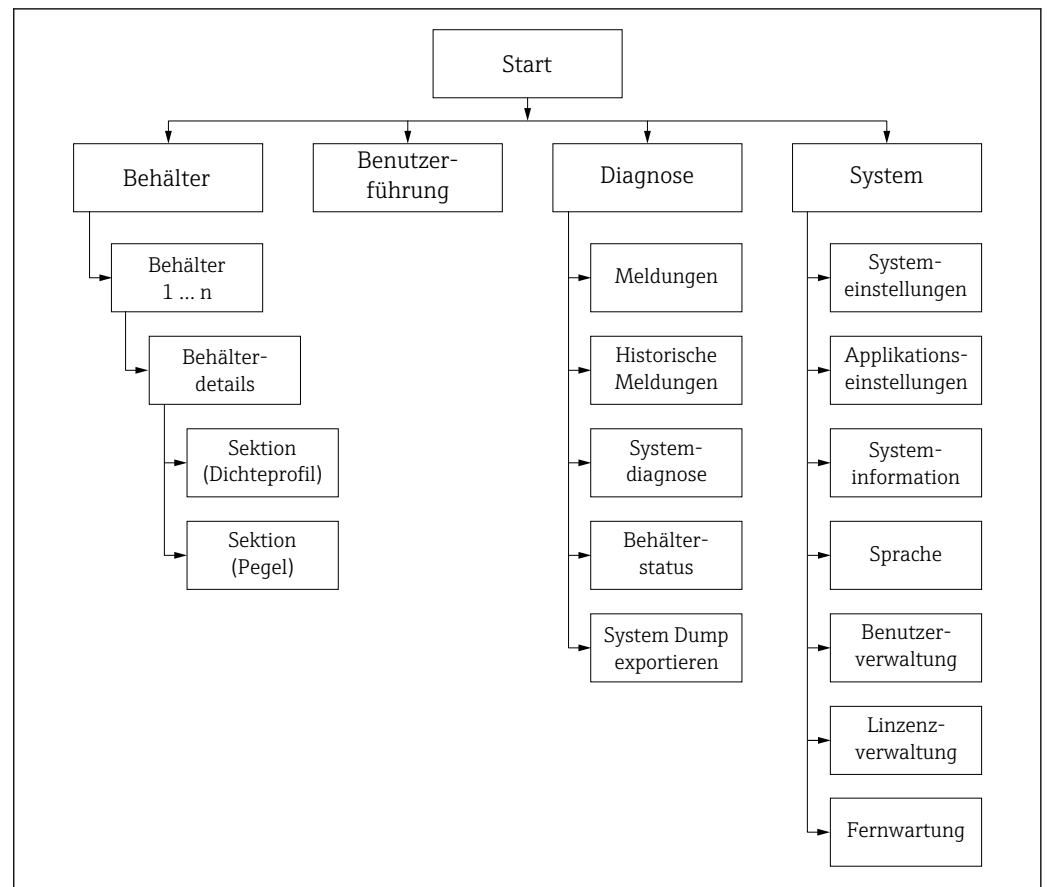 Start
Behälter
Behälter
1 ... n
Behälter-
details
Sektion
(Dichteprofil)
Sektion
(Pegel)
Benutzer-
führung
Diagnose
Meldungen
Historische
Meldungen
System-
diagnose
Behälter-
status
System Dump
exportieren
System
System-
einstellungen
Applikations-
einstellungen
System-
information
Sprache
Benutzer-
verwaltung
Linzenz-
verwaltung
Fernwartung